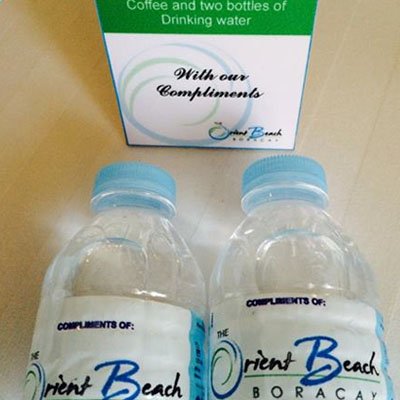 Coffee and two bottles of
Drinking water
With our
Compliments
THE
Orient Beach
BORACAY
COMPLIMENTS OF:
THE
Orient Beach
COMPLIMENTS OF:
THE
Orient Beach
BORACAY